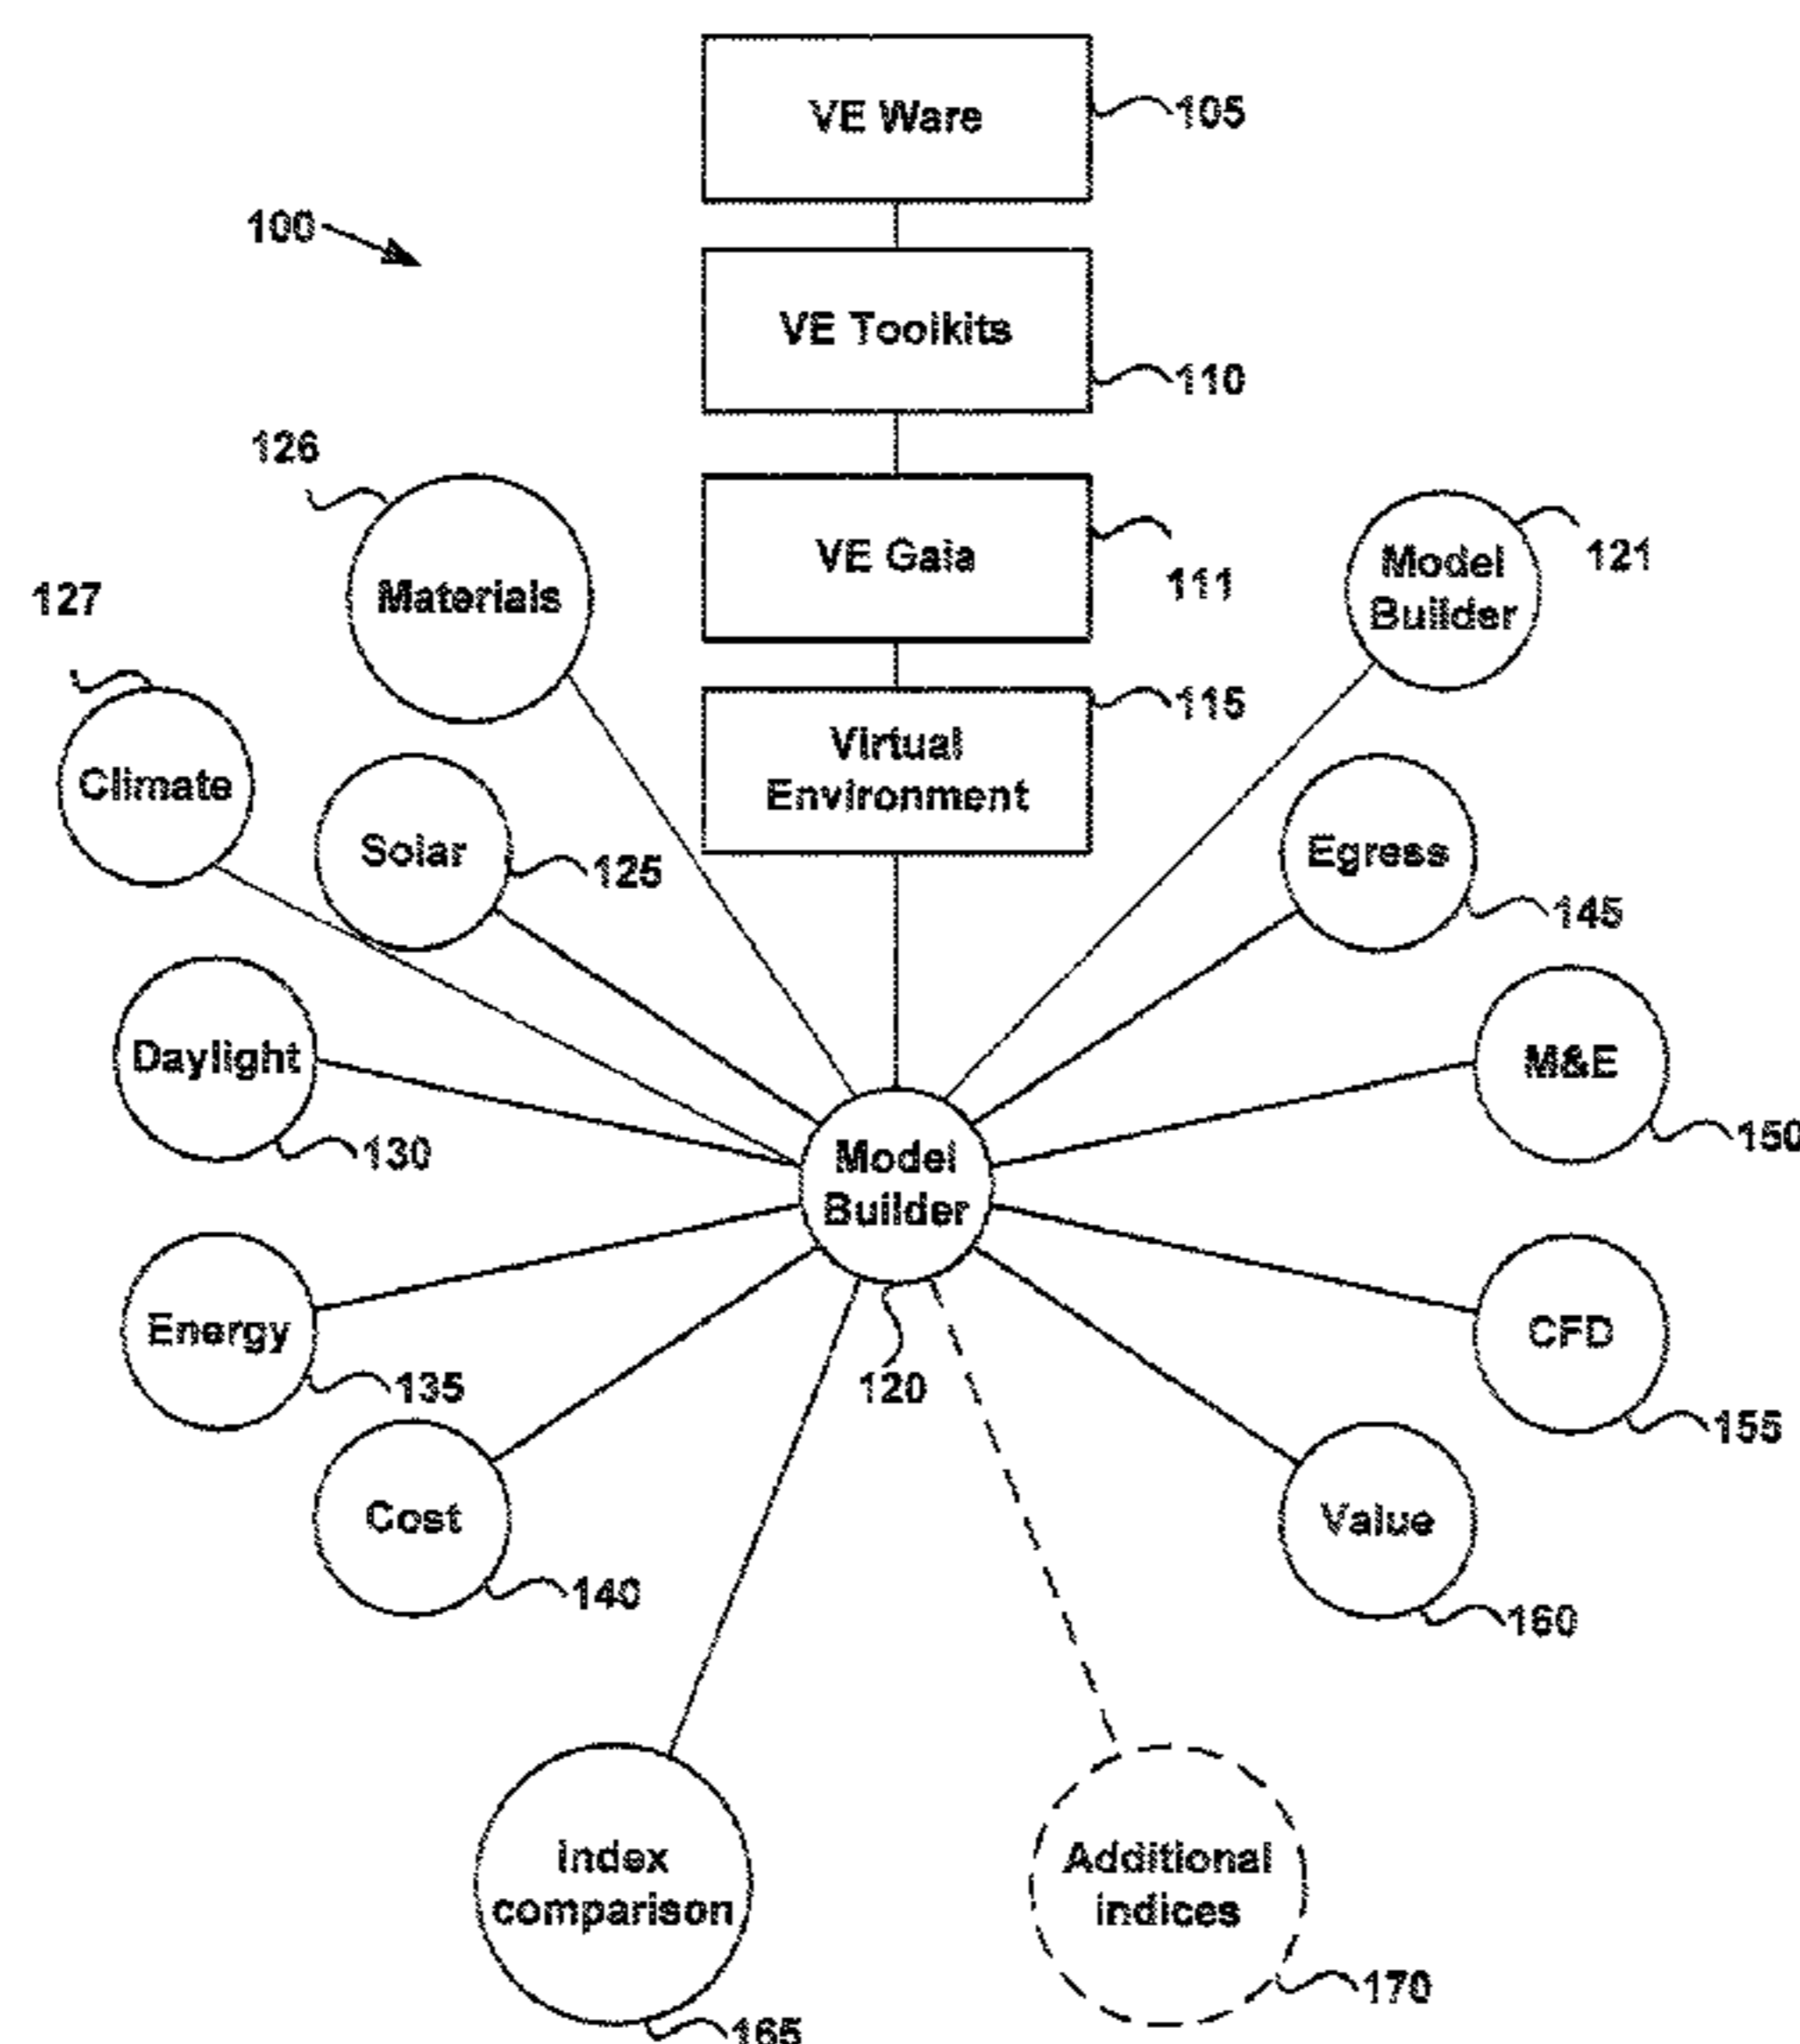 VE Ware
105
100
VE Toolkits
110
126
VE Gaia
111
Materials
Model
Builder
121
127
Virtual
Environment
115
Climate
Solar
125
Egress
145
Daylight
130
M&E
150
Model
Builder
120
Energy
135
CFD
155
Cost
140
Value
160
Index
comparison
165
Additional
indices
170